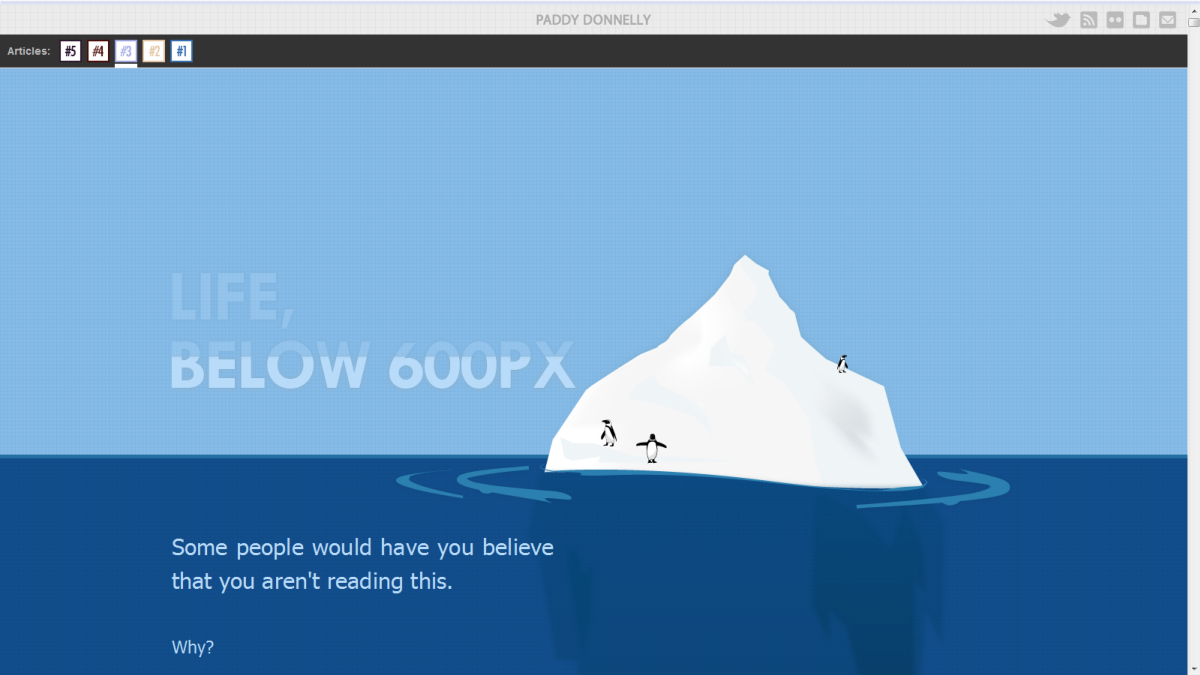 PADDY DONNELLY
Articles: #5 #4 #3 #2 #1
LIFE,
BELOW 600PX
Some people would have you believe
that you aren't reading this.
Why?